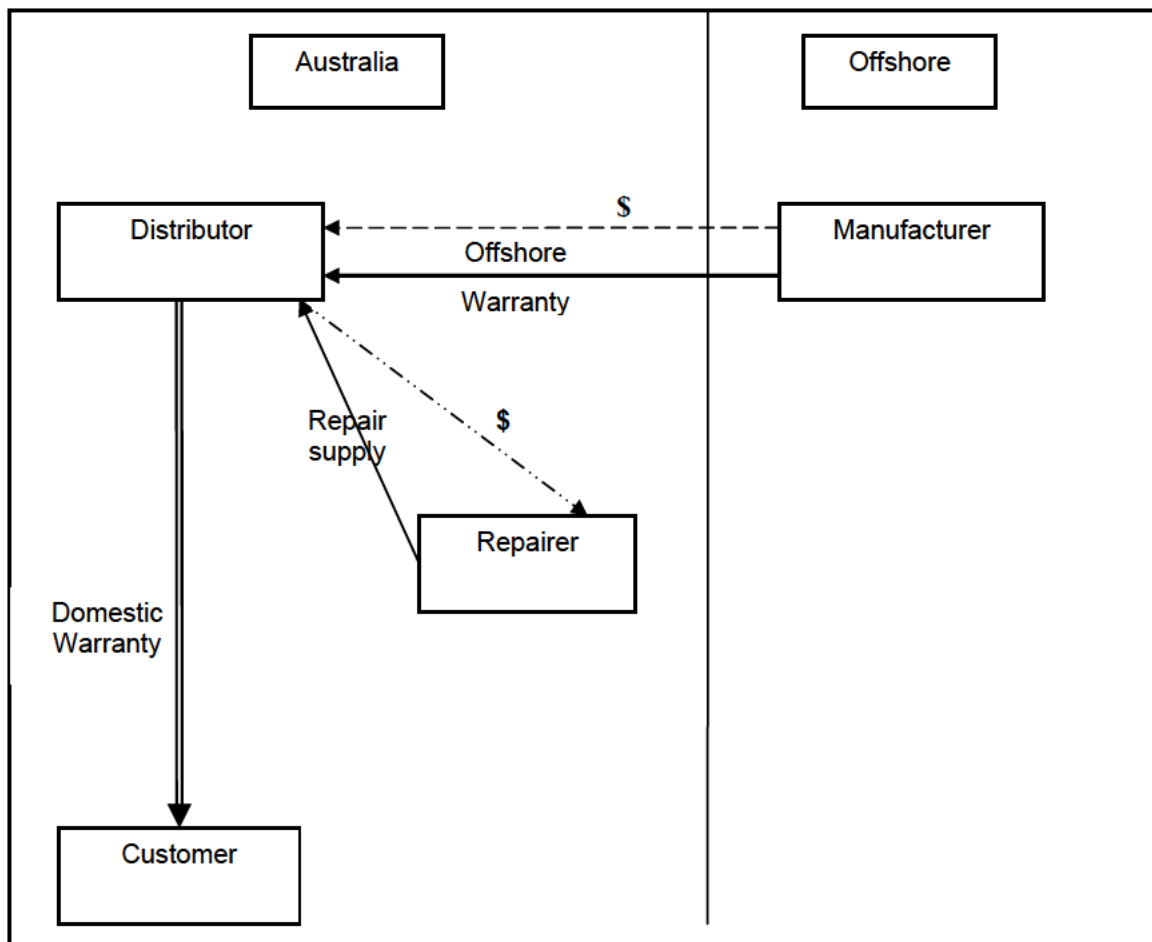 Australia
Offshore
$
Distributor
Manufacturer
Offshore
Warranty
Repair
supply
$
Repairer
Domestic
Warranty
Customer